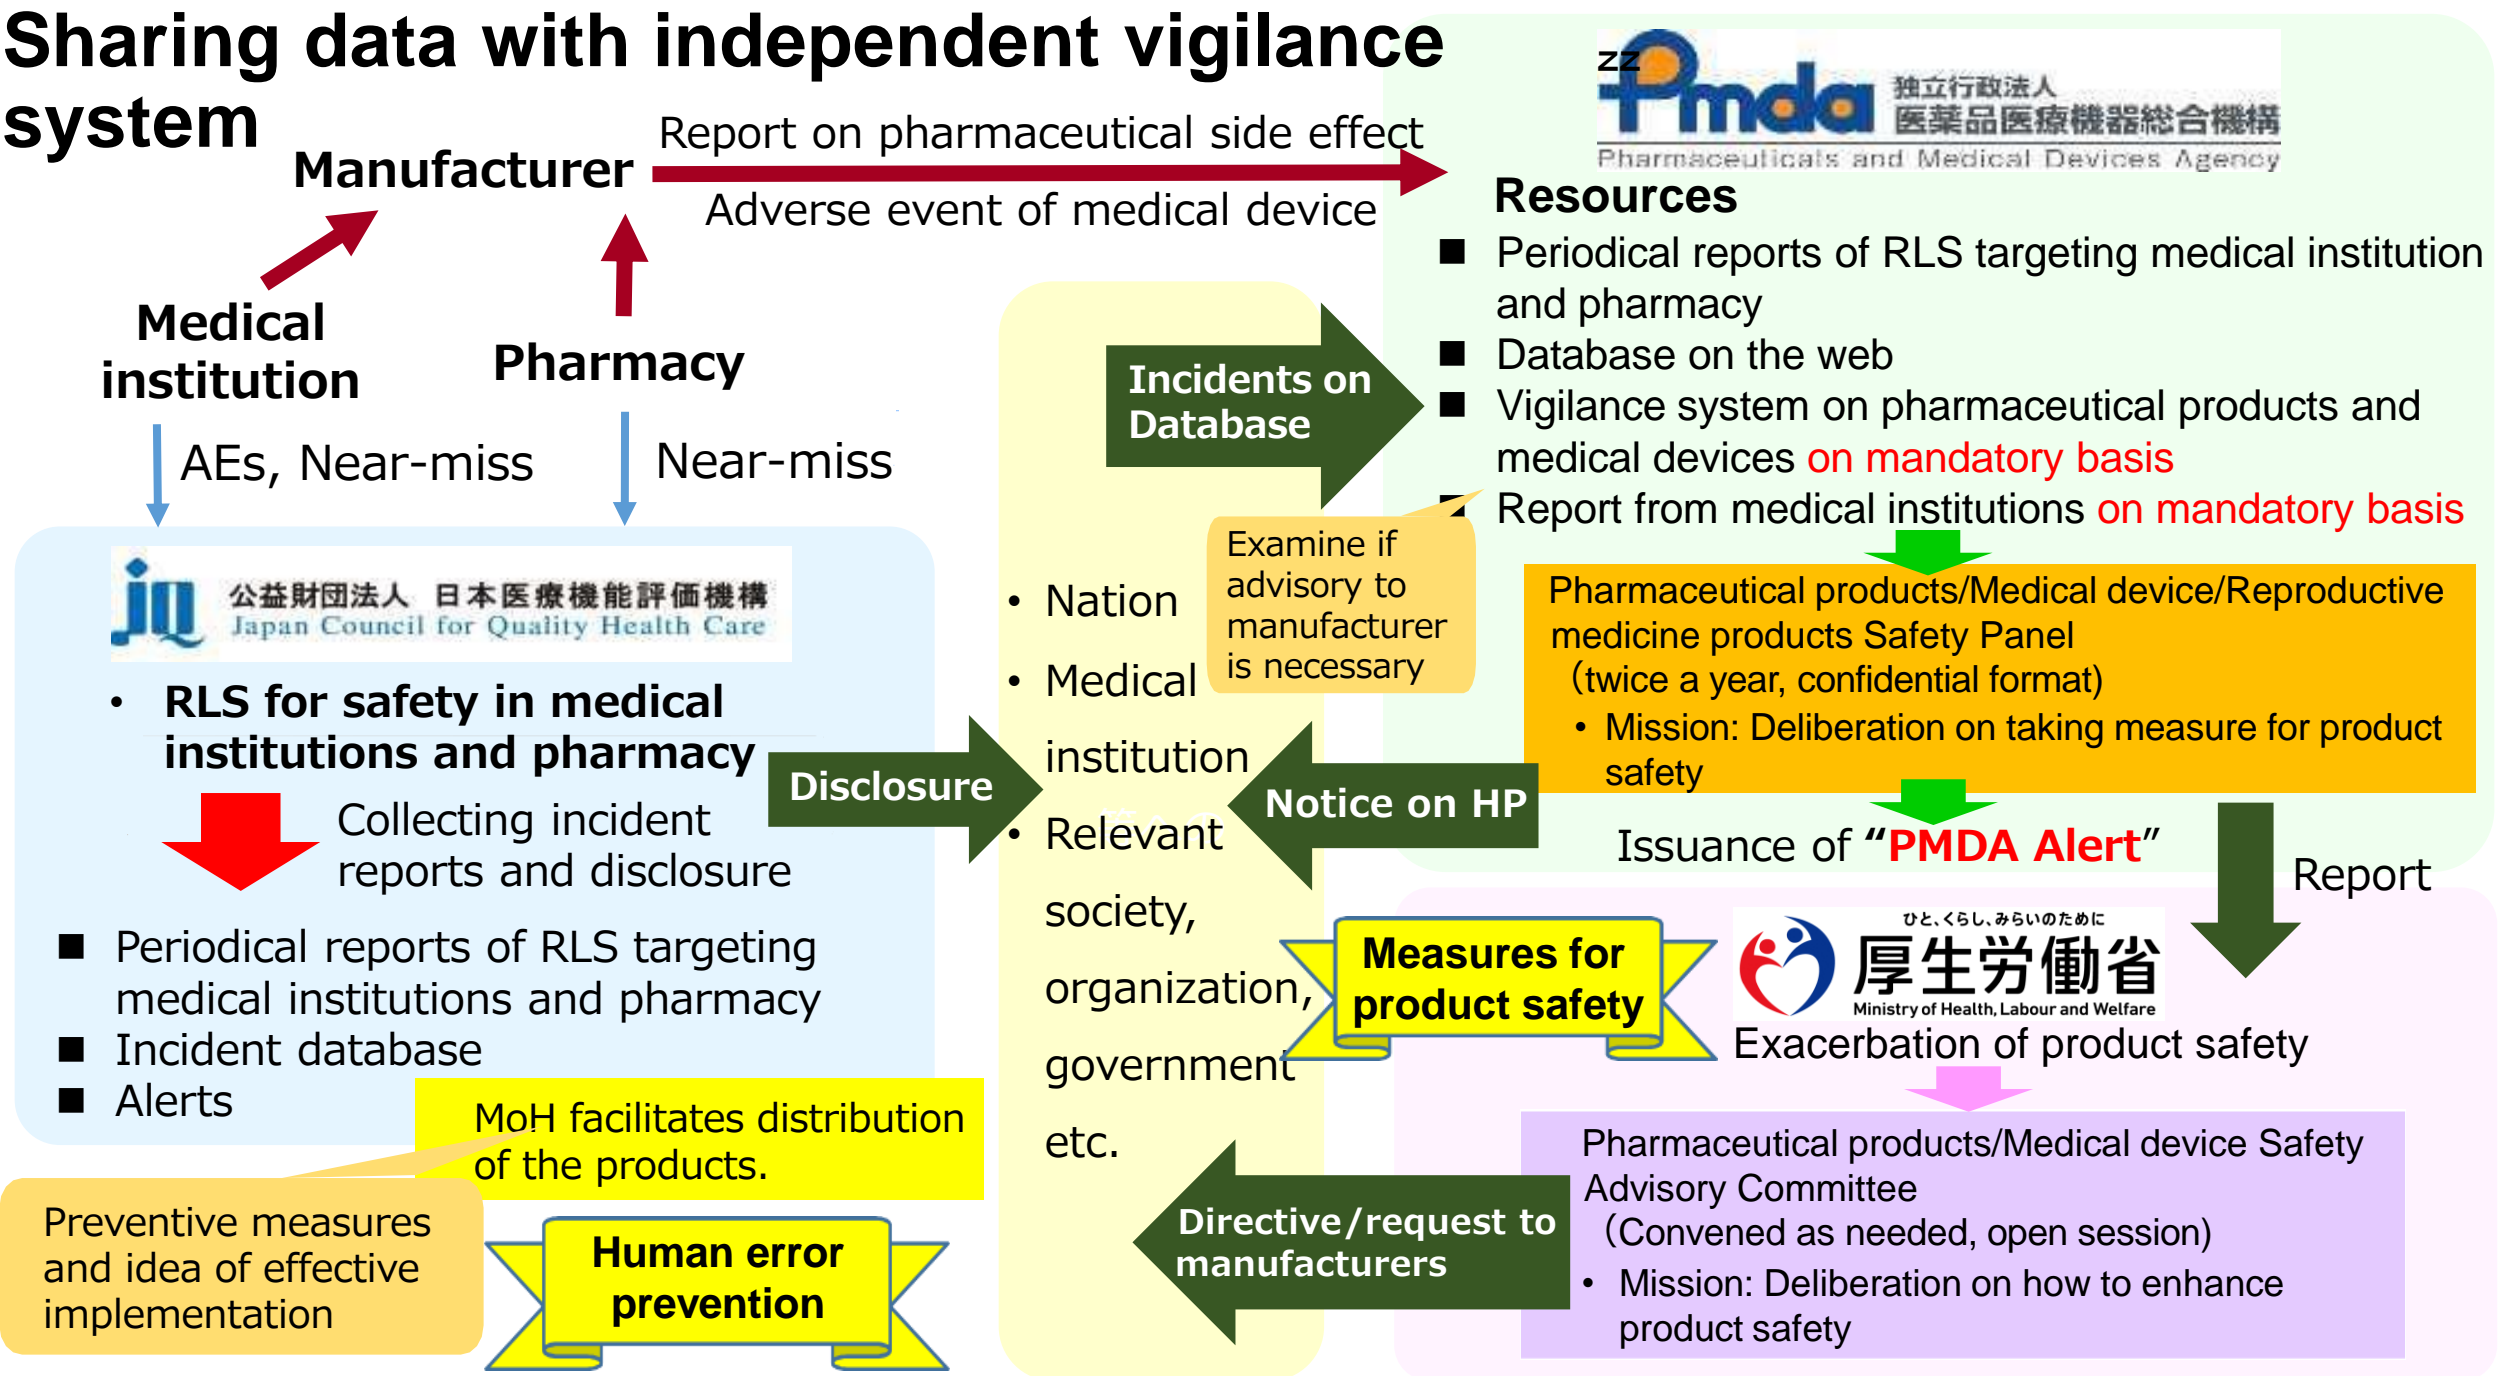 Sharing data with independent vigilance
system
Manufacturer
Report on pharmaceutical side effect
Adverse event of medical device
Medical
institution
Pharmacy
AEs, Near-miss
Near-miss
jq
公益財団法人 日本医療機能評価機構
Japan Council for Quality Health Care
• RLS for safety in medical
institutions and pharmacy
Collecting incident
reports and disclosure
■ Periodical reports of RLS targeting
medical institutions and pharmacy
■ Incident database
■ Alerts
MoH facilitates distribution
of the products.
Preventive measures
and idea of effective
implementation
Human error
prevention
Disclosure
Incidents on
Database
• Nation
• Medical
institution
• Relevant
society,
organization,
government
etc.
Examine if
advisory to
manufacturer
is necessary
Notice on HP
Measures for
product safety
Directive/request to
manufacturers
zz
Pmda
独立行政法人
医薬品医療機器総合機構
Pharmaceuticals and Medical Devices Agency
Resources
■ Periodical reports of RLS targeting medical institution
and pharmacy
■ Database on the web
■ Vigilance system on pharmaceutical products and
medical devices on mandatory basis
■ Report from medical institutions on mandatory basis
Pharmaceutical products/Medical device/Reproductive
medicine products Safety Panel
（twice a year, confidential format)
• Mission: Deliberation on taking measure for product
safety
Issuance of “PMDA Alert”
Report
ひと、くらし、みらいのために
厚生労働省
Ministry of Health, Labour and Welfare
Exacerbation of product safety
Pharmaceutical products/Medical device Safety
Advisory Committee
（Convened as needed, open session)
• Mission: Deliberation on how to enhance
product safety